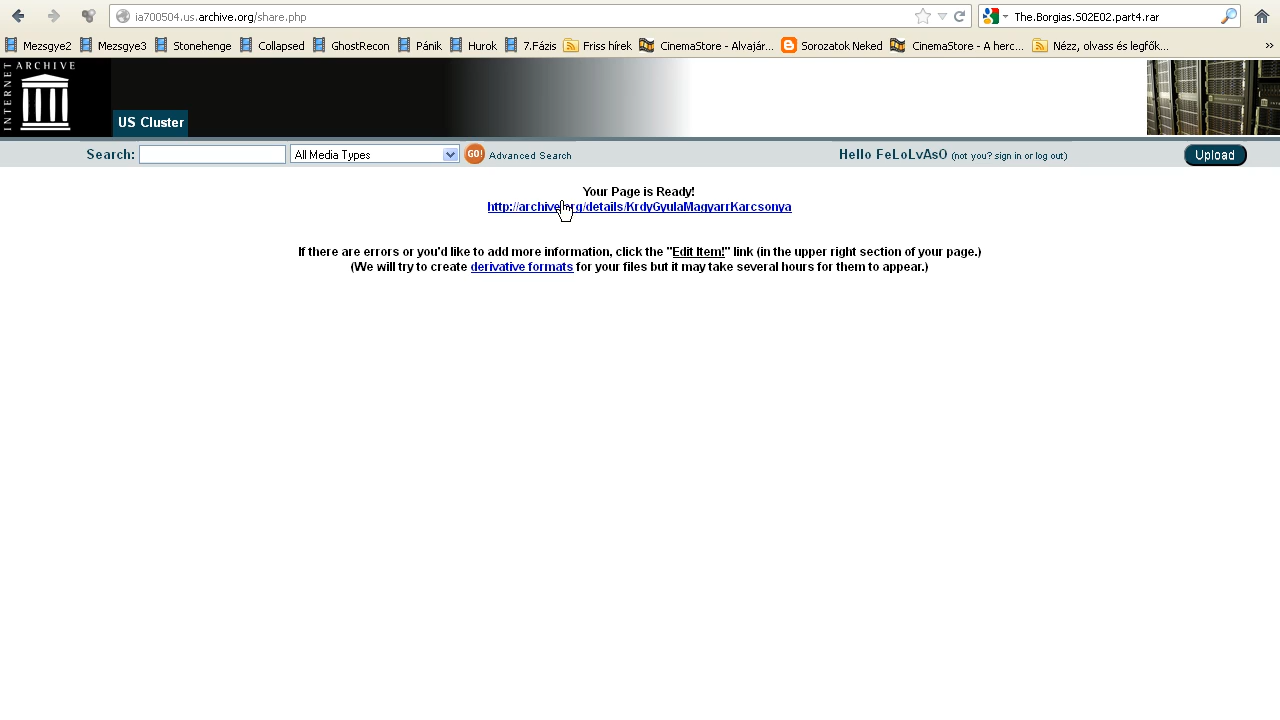 ia700504.us.archive.org/share.php
The.Borgias.S02E02.part4.rar
Mezsgye2 Mezsgye3 Stonehenge Collapsed GhostRecon Pánik Hurok 7.Fázis Friss hírek CinemaStore - Alvajár... Sorozatok Neked CinemaStore - A herc... Nézz, olvass és legfők... »
INTERNET ARCHIVE
US Cluster
Search: All Media Types GO! Advanced Search Hello FeLoLvAsO (not you? sign in or log out) Upload
Your Page is Ready!
http://archive.org/details/KrdyGyulaMagyarrKarcsonya
If there are errors or you'd like to add more information, click the "Edit Item!" link (in the upper right section of your page.)
(We will try to create derivative formats for your files but it may take several hours for them to appear.)